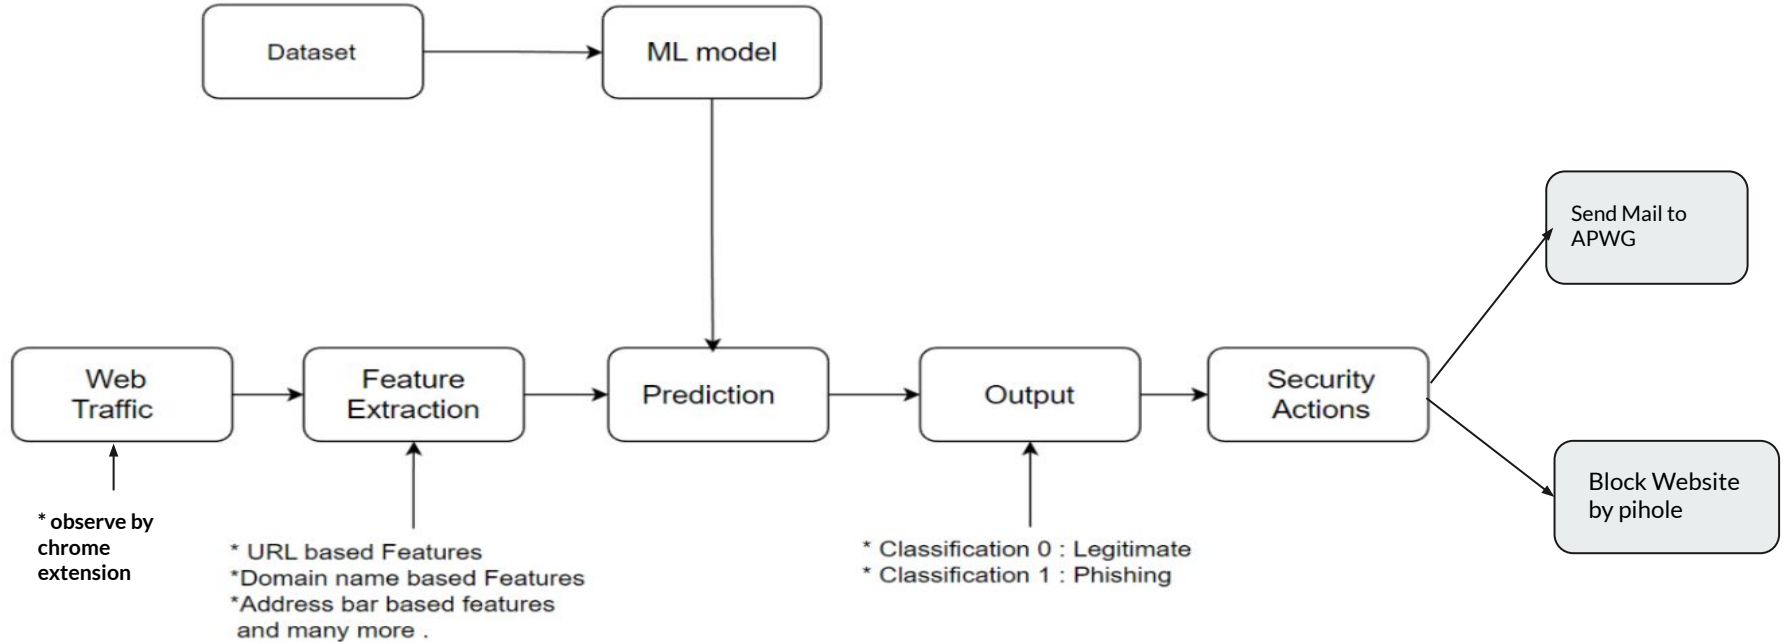 Dataset
ML model
Send Mail to
APWG
Web
Traffic
Feature
Extraction
Prediction
Output
Security
Actions
Block Website
by pihole
* observe by
chrome
extension
* URL based Features
*Domain name based Features
*Address bar based features
and many more .
* Classification 0 : Legitimate
* Classification 1 : Phishing